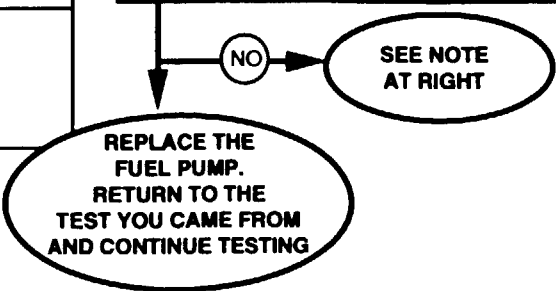 NO
SEE NOTE
AT RIGHT
REPLACE THE
FUEL PUMP.
RETURN TO THE
TEST YOU CAME FROM
AND CONTINUE TESTING